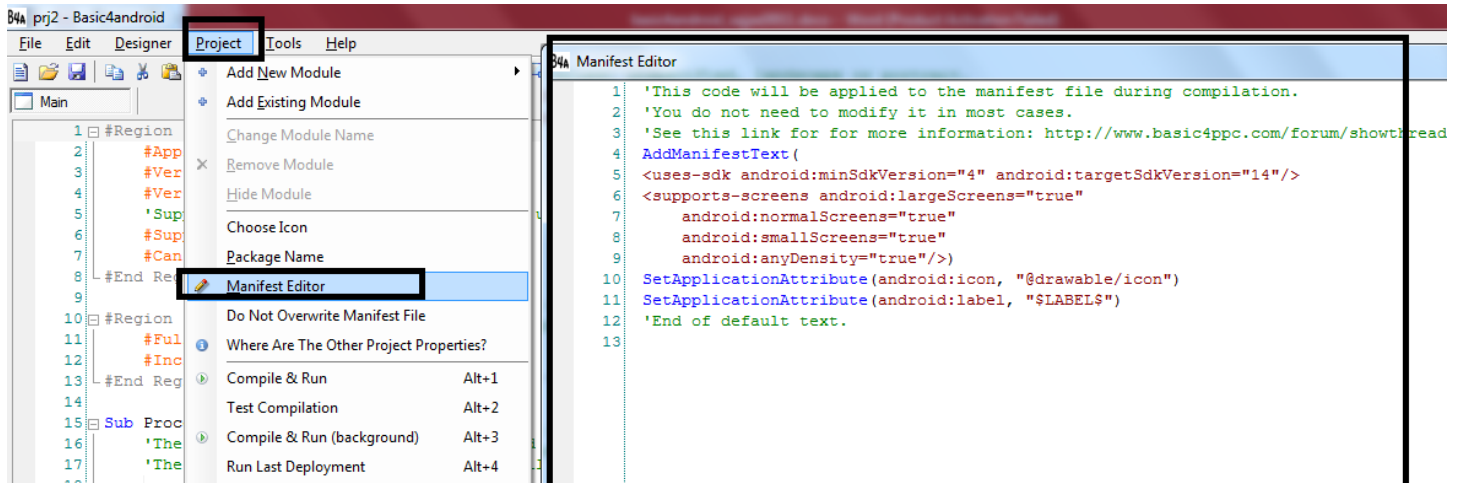 B4A prj2 - Basic4android
File Edit Designer Project Tools Help
Main
1 #Region
2 #App
3 #Ver
4 #Ver
5 'Sup
6 #Sup
7 #Can
8 #End Reg
9
10 #Region
11 #Ful
12 #Inc
13 #End Reg
14
15 Sub Proc
16 'The
17 'The
Add New Module
Add Existing Module
Change Module Name
Remove Module
Hide Module
Choose Icon
Package Name
Manifest Editor
Do Not Overwrite Manifest File
Where Are The Other Project Properties?
Compile & Run Alt+1
Test Compilation Alt+2
Compile & Run (background) Alt+3
Run Last Deployment Alt+4
B4A Manifest Editor
1 'This code will be applied to the manifest file during compilation.
2 'You do not need to modify it in most cases.
3 'See this link for for more information: http://www.basic4ppc.com/forum/showthread
4 AddManifestText(
5 <uses-sdk android:minSdkVersion="4" android:targetSdkVersion="14"/>
6 <supports-screens android:largeScreens="true"
7 android:normalScreens="true"
8 android:smallScreens="true"
9 android:anyDensity="true"/>)
10 SetApplicationAttribute(android:icon, "@drawable/icon")
11 SetApplicationAttribute(android:label, "$LABEL$")
12 'End of default text.
13